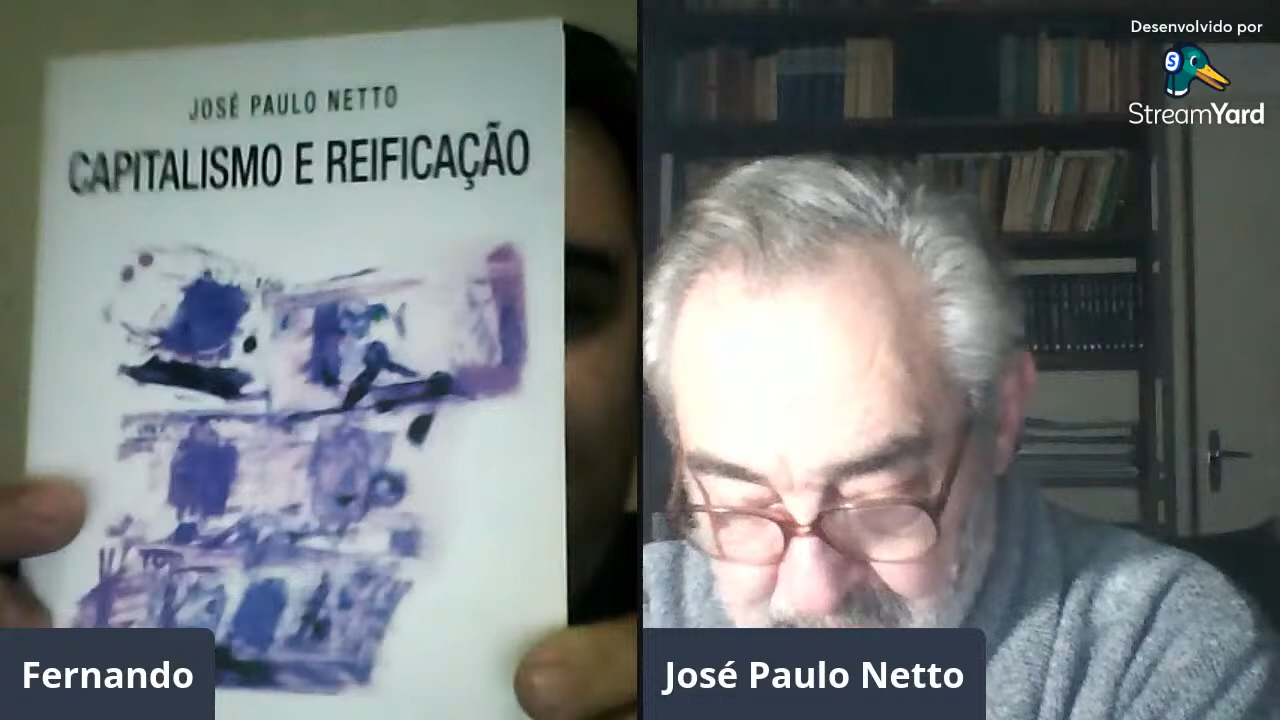 JOSÉ PAULO NETTO
CAPITALISMO E REIFICAÇÃO
Fernando
Desenvolvido por
StreamYard
José Paulo Netto